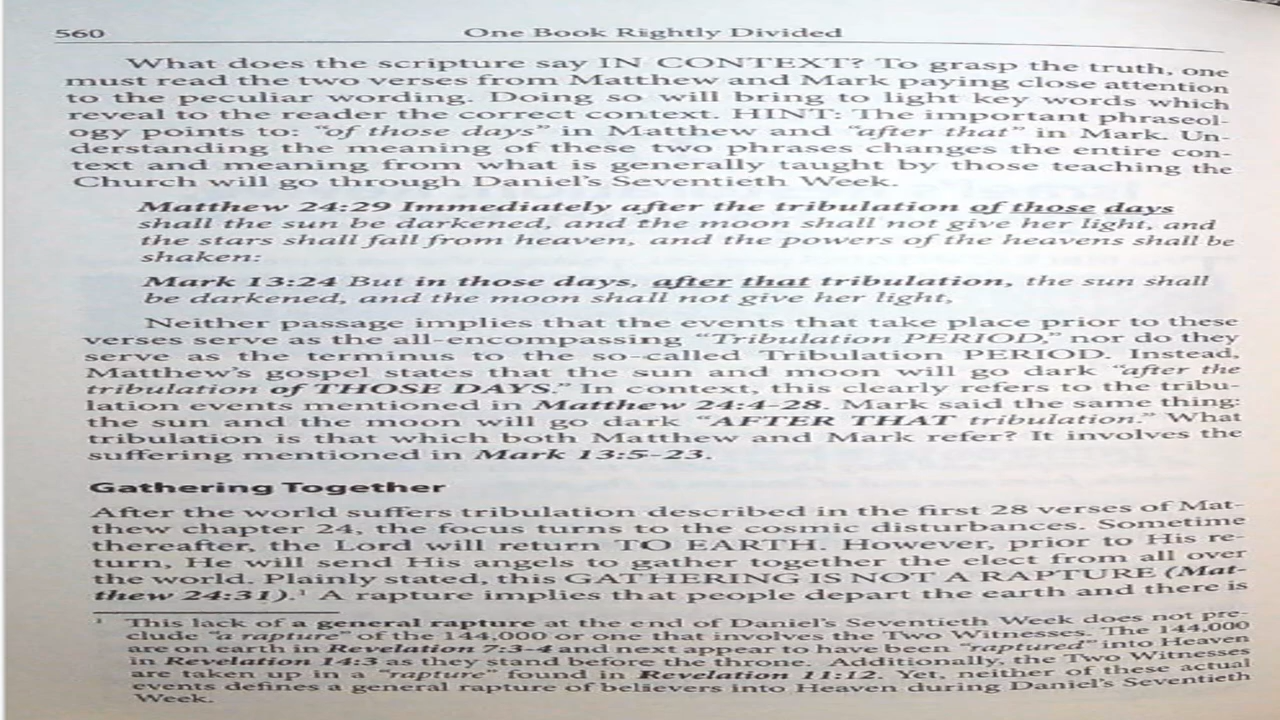 560 One Book Rightly Divided
What does the scripture say IN CONTEXT? To grasp the truth, one
must read the two verses from Matthew and Mark paying close attention
to the peculiar wording. Doing so will bring to light key words which
reveal to the reader the correct context. HINT: The important phraseol-
ogy points to: "of those days" in Matthew and "after that" in Mark. Un-
derstanding the meaning of these two phrases changes the entire con-
text and meaning from what is generally taught by those teaching the
Church will go through Daniel's Seventieth Week.
Matthew 24:29 Immediately after the tribulation of those days
shall the sun be darkened, and the moon shall not give her light, and
the stars shall fall from heaven, and the powers of the heavens shall be
shaken:
Mark 13:24 But in those days, after that tribulation, the sun shall
be darkened, and the moon shall not give her light,
Neither passage implies that the events that take place prior to these
verses serve as the all-encompassing "Tribulation PERIOD," nor do they
serve as the terminus to the so-called Tribulation PERIOD. Instead,
Matthew's gospel states that the sun and moon will go dark "after the
tribulation of THOSE DAYS." In context, this clearly refers to the tribu-
lation events mentioned in Matthew 24:4-28. Mark said the same thing:
the sun and the moon will go dark "AFTER THAT tribulation." What
tribulation is that which both Matthew and Mark refer? It involves the
suffering mentioned in Mark 13:5-23.
Gathering Together
After the world suffers tribulation described in the first 28 verses of Mat-
thew chapter 24, the focus turns to the cosmic disturbances. Sometime
thereafter, the Lord will return TO EARTH. However, prior to His re-
turn, He will send His angels to gather together the elect from all over
the world. Plainly stated, this GATHERING IS NOT A RAPTURE (Mat-
thew 24:31).¹ A rapture implies that people depart the earth and there is
¹ This lack of a general rapture at the end of Daniel's Seventieth Week does not pre-
clude "a rapture" of the 144,000 or one that involves the Two Witnesses. The 144,000
are on earth in Revelation 7:3-4 and next appear to have been "raptured" into Heaven
in Revelation 14:3 as they stand before the throne. Additionally, the Two Witnesses
are taken up in a "rapture" found in Revelation 11:12. Yet, neither of these actual
events defines a general rapture of believers into Heaven during Daniel's Seventieth
Week.